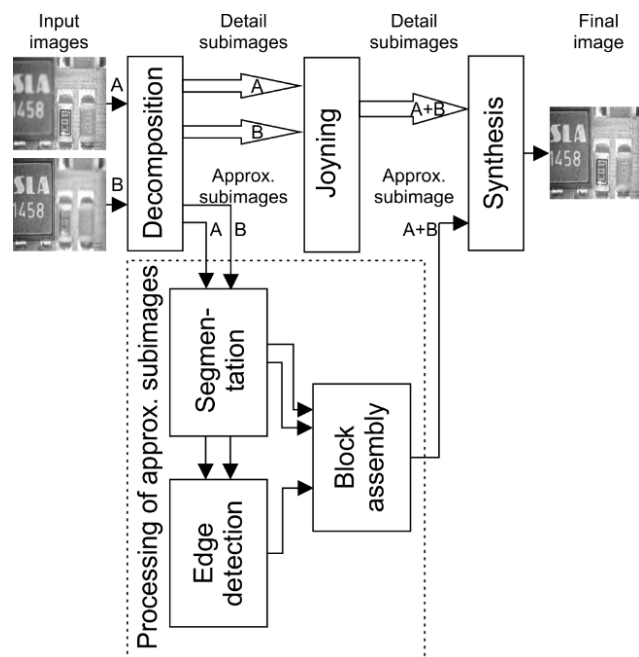 Input
images
Detail
subimages
Detail
subimages
Final
image
A
SLA
1458
B
SLA
1458
Decomposition
A
B
Approx.
subimages
A
B
Joyning
A+B
Approx.
subimage
A+B
Synthesis
SLA
1458
Processing of approx. subimages
Segmen-
tation
Edge
detection
Block
assembly